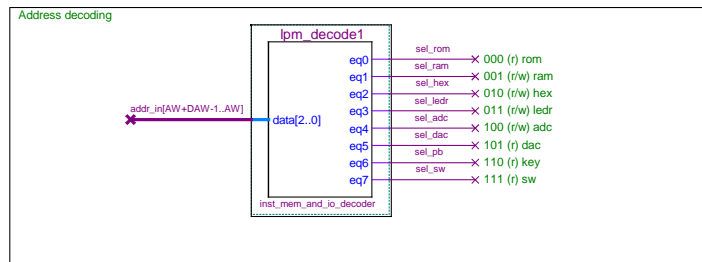 Address decoding
lpm_decode1
addr_in[AW+DAW-1..AW]
data[2..0]
eq0 sel_rom 000 (r) rom
eq1 sel_ram 001 (r/w) ram
eq2 sel_hex 010 (r/w) hex
eq3 sel_ledr 011 (r/w) ledr
eq4 sel_adc 100 (r/w) adc
eq5 sel_dac 101 (r) dac
eq6 sel_pb 110 (r) key
eq7 sel_sw 111 (r) sw
inst_mem_and_io_decoder